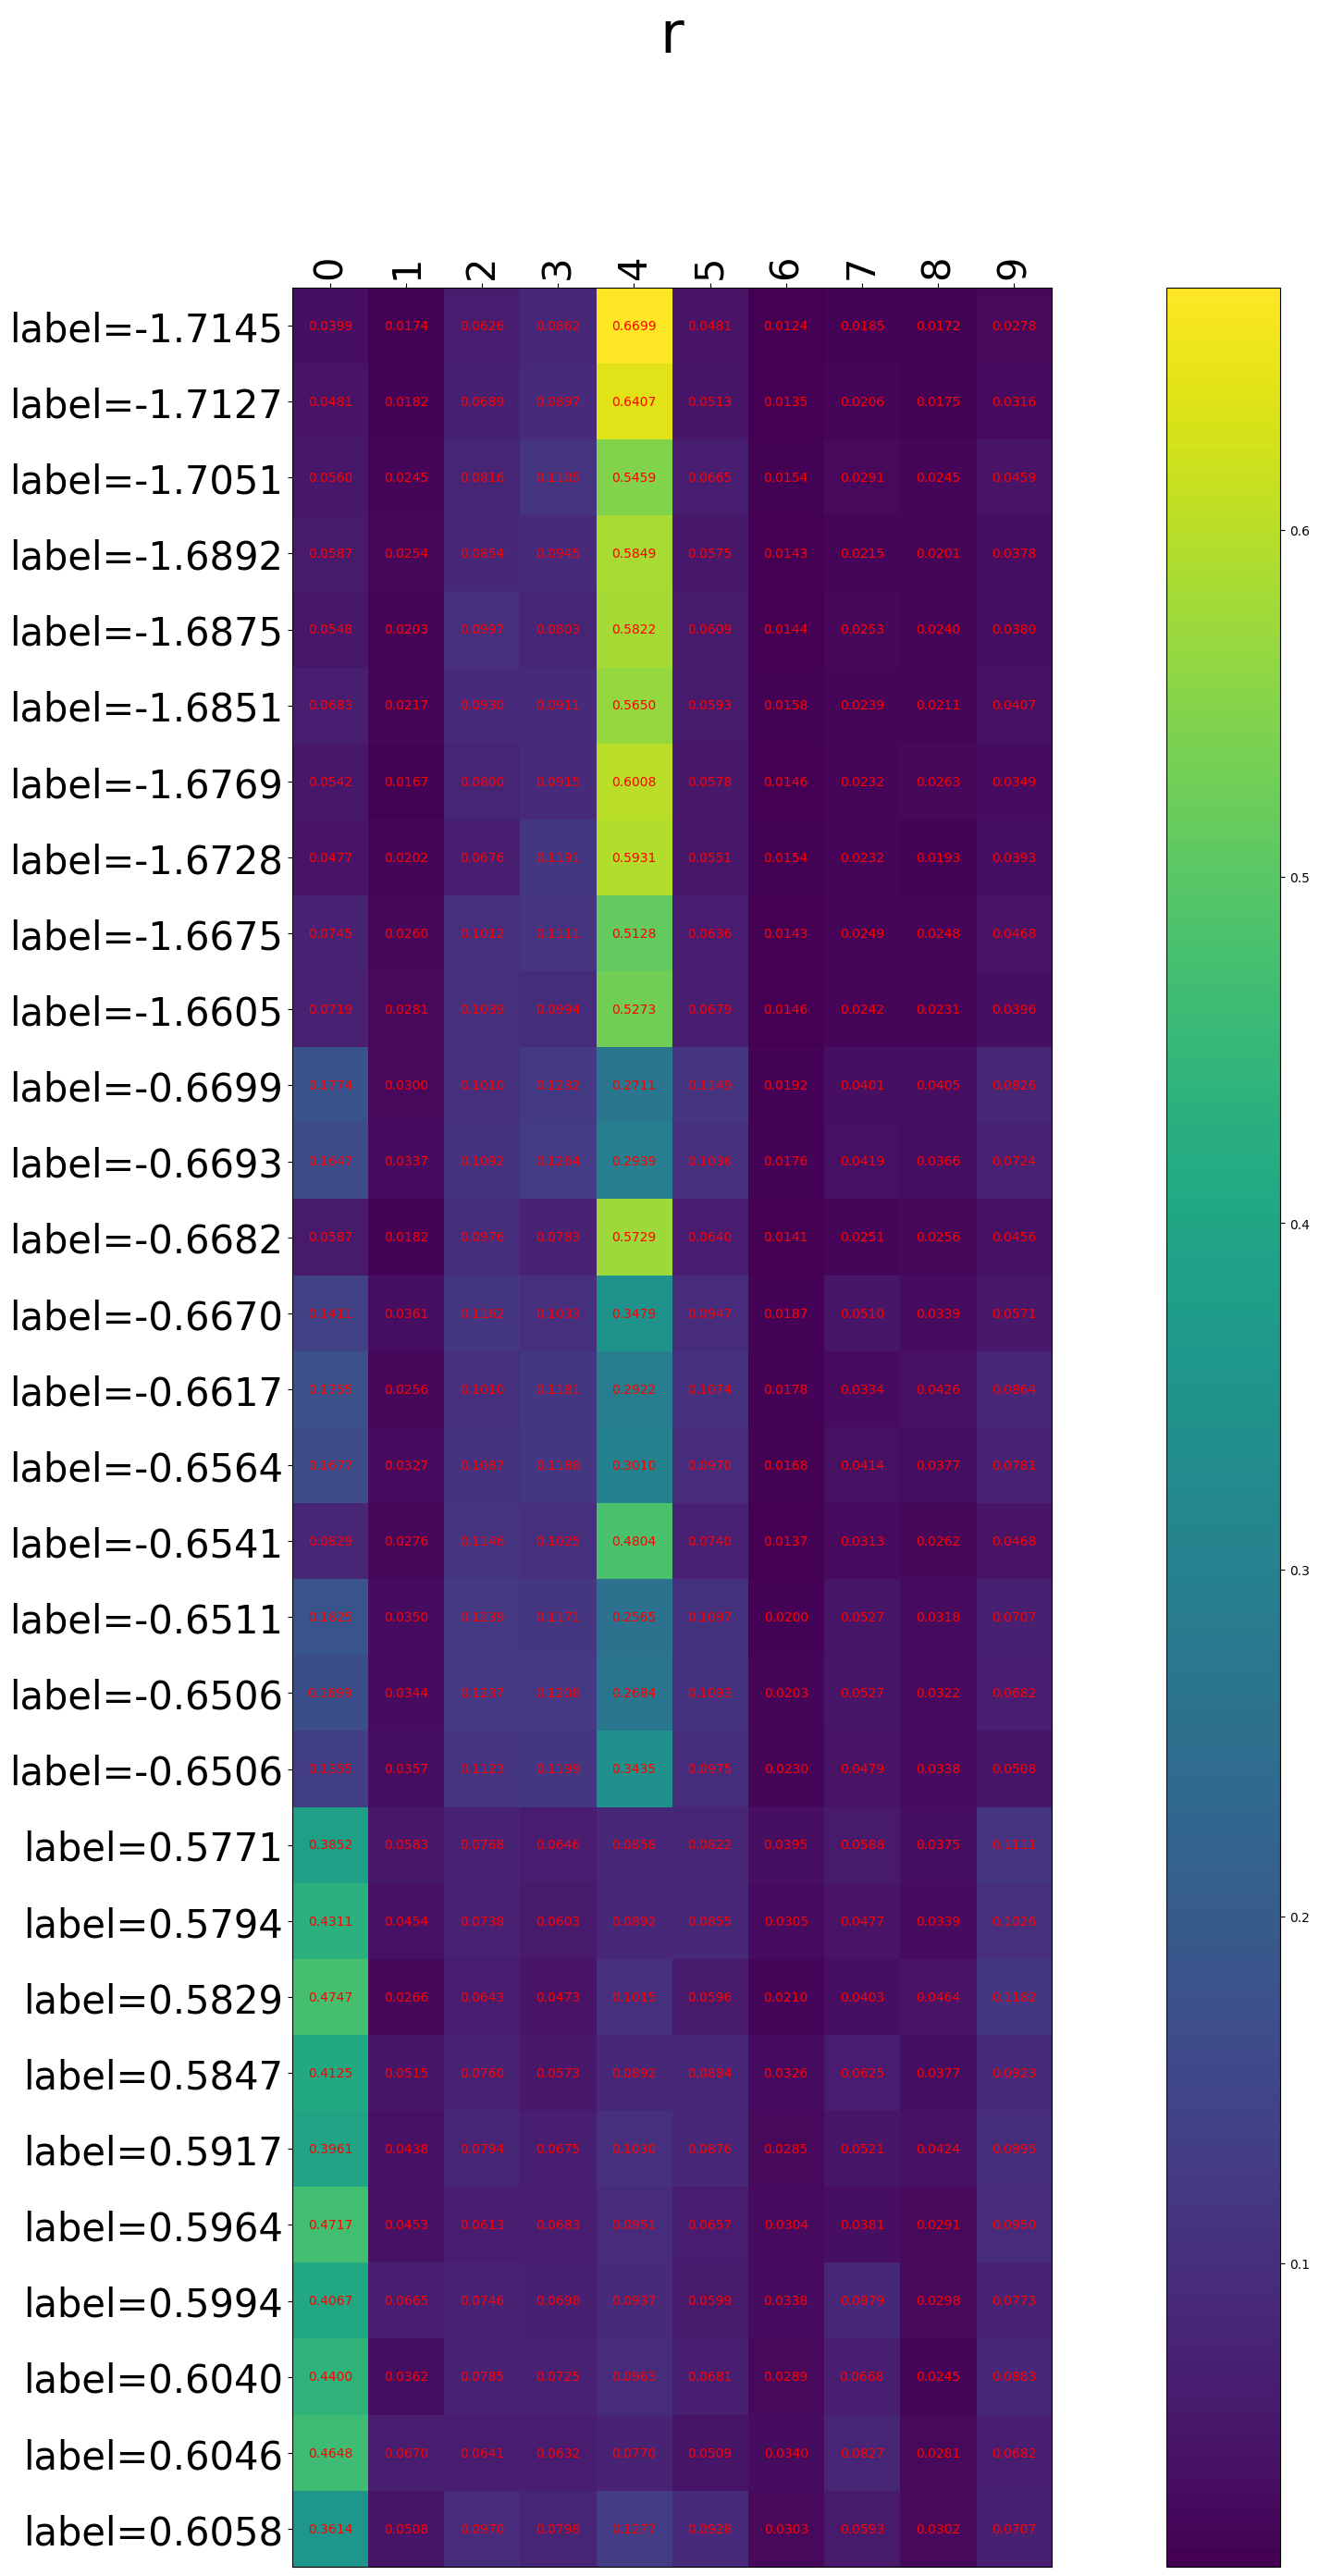 r
0 1 2 3 4 5 6 7 8 9
label=-1.7145 0.0399 0.0174 0.0626 0.0862 0.6699 0.0481 0.0124 0.0185 0.0172 0.0278
label=-1.7127 0.0481 0.0182 0.0689 0.0897 0.6407 0.0513 0.0135 0.0206 0.0175 0.0316
label=-1.7051 0.0560 0.0245 0.0816 0.1105 0.5459 0.0665 0.0154 0.0291 0.0245 0.0459
label=-1.6892 0.0587 0.0254 0.0854 0.0945 0.5849 0.0575 0.0143 0.0215 0.0201 0.0378
0.6
label=-1.6875 0.0548 0.0203 0.0997 0.0803 0.5822 0.0609 0.0144 0.0253 0.0240 0.0380
label=-1.6851 0.0683 0.0217 0.0930 0.0911 0.5650 0.0593 0.0158 0.0239 0.0211 0.0407
label=-1.6769 0.0542 0.0167 0.0800 0.0915 0.6008 0.0578 0.0146 0.0232 0.0263 0.0349
label=-1.6728 0.0477 0.0202 0.0676 0.5931 0.0551 0.0154 0.0232 0.0193 0.0393
0.5
label=-1.6675 0.0745 0.0260 0.1012 0.1111 0.5128 0.0636 0.0143 0.0249 0.0248 0.0468
label=-1.6605 0.0719 0.0281 0.1039 0.0994 0.5273 0.0679 0.0146 0.0242 0.0231 0.0396
label=-0.6699 0.1774 0.0300 0.1010 0.1232 0.2711 0.1149 0.0192 0.0401 0.0405 0.0826
label=-0.6693 0.1647 0.0337 0.1092 0.1264 0.2939 0.1036 0.0176 0.0419 0.0366 0.0724
0.4
label=-0.6682 0.0587 0.0182 0.0976 0.0783 0.5729 0.0640 0.0141 0.0251 0.0256 0.0456
label=-0.6670 0.1411 0.0361 0.1162 0.1033 0.3479 0.0947 0.0187 0.0510 0.0339 0.0571
label=-0.6617 0.0256 0.1010 0.1181 0.2922 0.1074 0.0178 0.0334 0.0426 0.0864
label=-0.6564 0.1677 0.0327 0.1087 0.1188 0.3010 0.0970 0.0168 0.0414 0.0377 0.0781
label=-0.6541 0.0829 0.0276 0.1146 0.1025 0.4804 0.0740 0.0137 0.0313 0.0262 0.0468
0.3
label=-0.6511 0.1825 0.0350 0.1239 0.1171 0.2565 0.1097 0.0200 0.0527 0.0318 0.0707
label=-0.6506 0.1699 0.0344 0.1237 0.1208 0.2684 0.1093 0.0203 0.0527 0.0322 0.0682
label=-0.6506 0.1355 0.0357 0.1123 0.1199 0.3435 0.0975 0.0230 0.0479 0.0338 0.0508
label=0.5771 0.3852 0.0583 0.0768 0.0646 0.0858 0.0822 0.0395 0.0588 0.0375 0.1111
label=0.5794 0.4311 0.0454 0.0738 0.0603 0.0892 0.0855 0.0305 0.0477 0.0339 0.1026
0.2
label=0.5829 0.4747 0.0266 0.0643 0.0473 0.1015 0.0596 0.0210 0.0403 0.0464 0.1182
label=0.5847 0.4125 0.0515 0.0760 0.0573 0.0892 0.0884 0.0326 0.0625 0.0377 0.0923
label=0.5917 0.3961 0.0438 0.0794 0.0675 0.1030 0.0876 0.0285 0.0521 0.0424 0.0995
label=0.5964 0.4717 0.0453 0.0613 0.0683 0.0951 0.0657 0.0304 0.0381 0.0291 0.0950
0.1
label=0.5994 0.4067 0.0665 0.0746 0.0698 0.0937 0.0599 0.0338 0.0879 0.0298 0.0773
label=0.6040 0.4400 0.0362 0.0785 0.0725 0.0963 0.0681 0.0289 0.0668 0.0245 0.0883
label=0.6046 0.4648 0.0670 0.0641 0.0632 0.0770 0.0509 0.0340 0.0827 0.0281 0.0682
label=0.6058 0.3614 0.0508 0.0970 0.0798 0.1277 0.0928 0.0303 0.0593 0.0302 0.0707